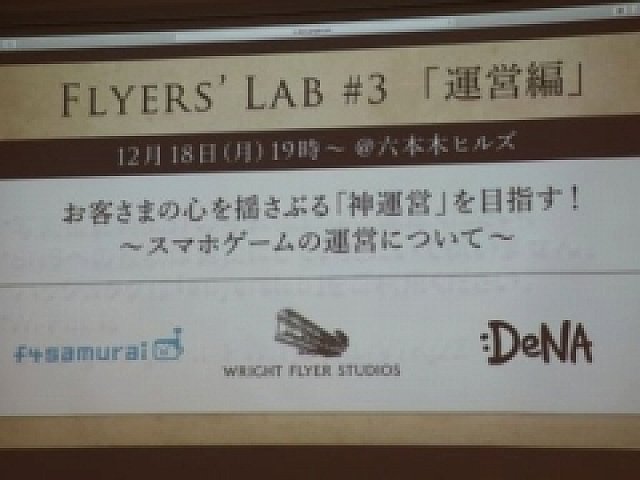 FLYERS' LAB #3 「運営編」
12月18日(月)19時～ @六本木ヒルズ
お客さまの心を揺さぶる「神運営」を目指す！
～スマホゲームの運営について～
f4samurai
WRIGHT FLYER STUDIOS
:DeNA